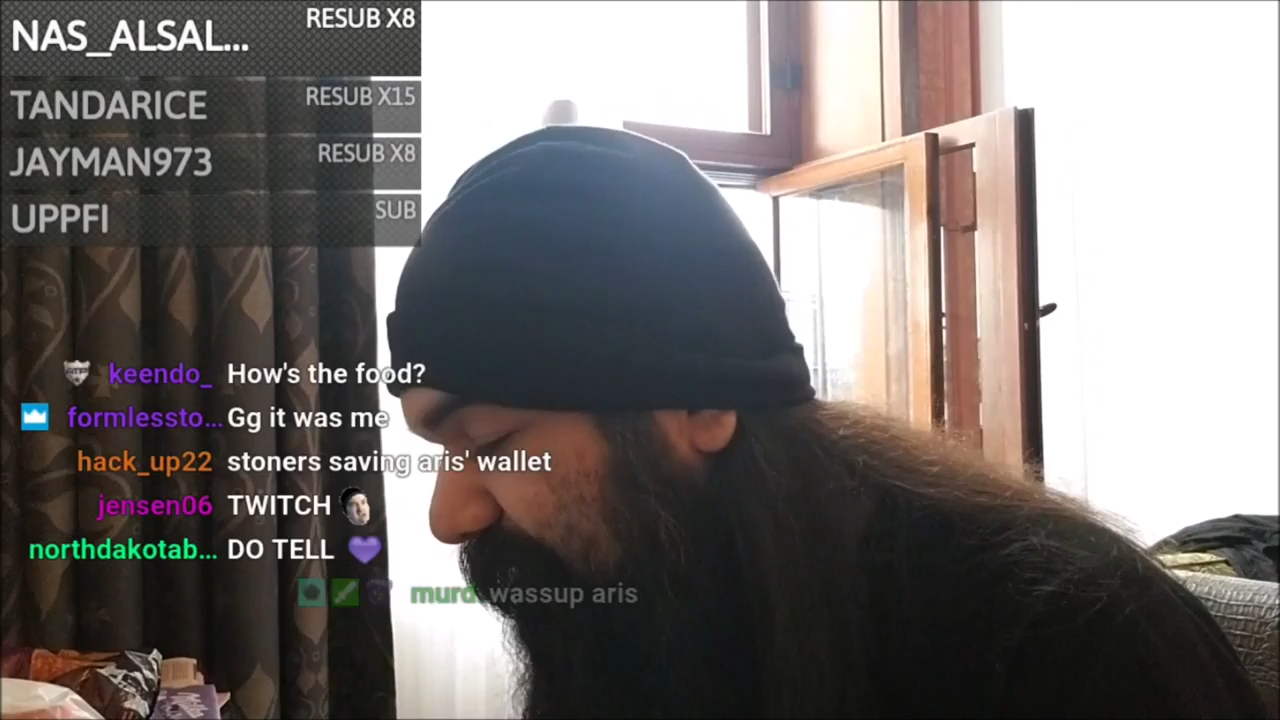 NAS_ALSAL... RESUB X8
TANDARICE RESUB X15
JAYMAN973 RESUB X8
UPPFI SUB
keendo_ How's the food?
formlessto... Gg it was me
hack_up22 stoners saving aris' wallet
jensen06 TWITCH
northdakotab... DO TELL
murd wassup aris